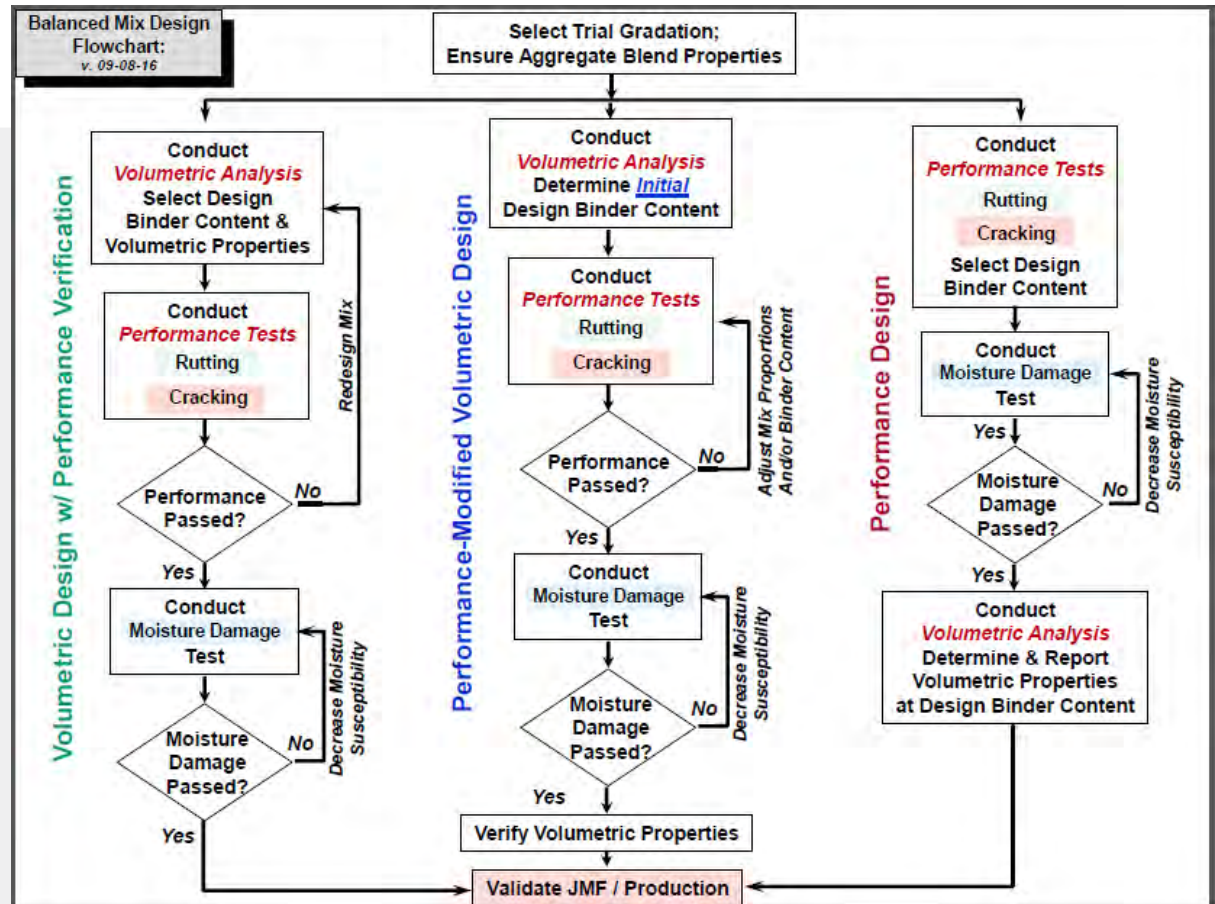 Balanced Mix Design
Flowchart:
v. 09-08-16
Select Trial Gradation;
Ensure Aggregate Blend Properties
Volumetric Design w/ Performance Verification
Conduct
Volumetric Analysis
Select Design
Binder Content &
Volumetric Properties
Conduct
Performance Tests
Rutting
Cracking
Redesign Mix
Performance
Passed?
No
Yes
Conduct
Moisture Damage
Test
Decrease Moisture
Susceptibility
Moisture
Damage
Passed?
No
Yes
Performance-Modified Volumetric Design
Conduct
Volumetric Analysis
Determine Initial
Design Binder Content
Conduct
Performance Tests
Rutting
Cracking
Adjust Mix Proportions
And/or Binder Content
Performance
Passed?
No
Yes
Conduct
Moisture Damage
Test
Decrease Moisture
Susceptibility
Moisture
Damage
Passed?
No
Yes
Verify Volumetric Properties
Performance Design
Conduct
Performance Tests
Rutting
Cracking
Select Design
Binder Content
Conduct
Moisture Damage
Test
Yes
Decrease Moisture
Susceptibility
Moisture
Damage
Passed?
No
Yes
Conduct
Volumetric Analysis
Determine & Report
Volumetric Properties
at Design Binder Content
Validate JMF / Production